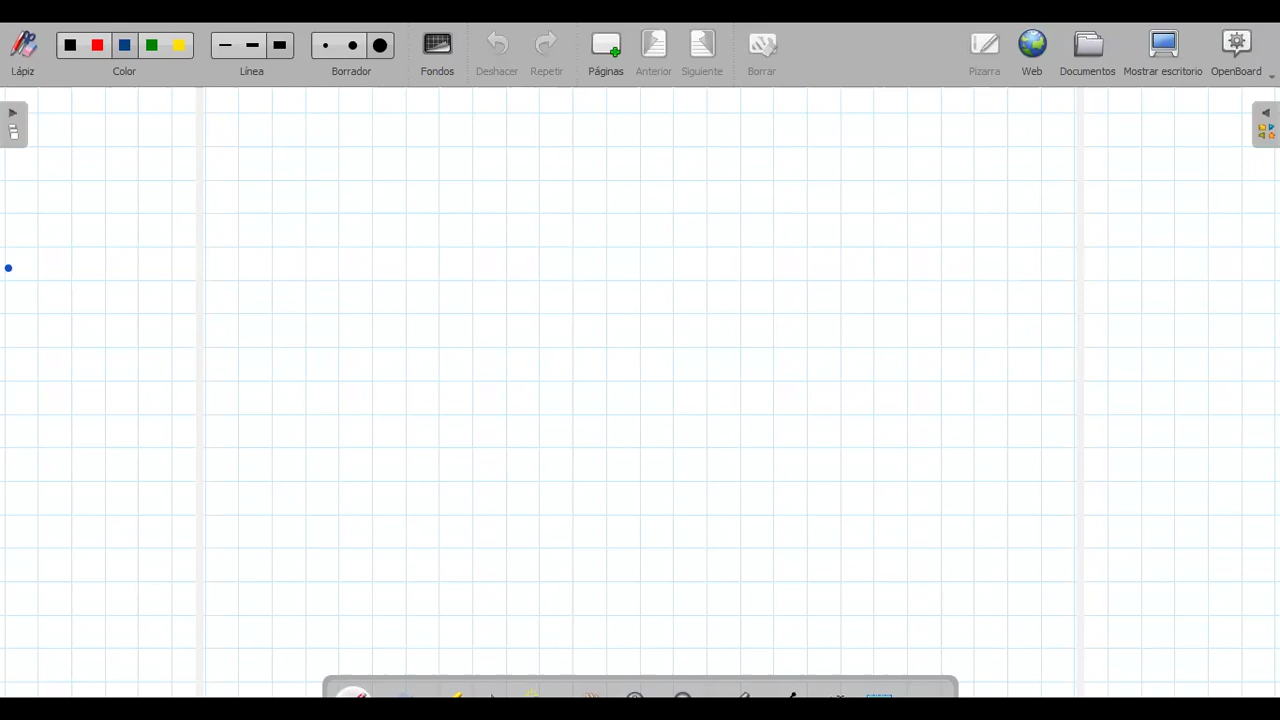 Lápiz Color Línea Borrador Fondos Deshacer Repetir Páginas Anterior Siguiente Borrar Pizarra Web Documentos Mostrar escritorio OpenBoard